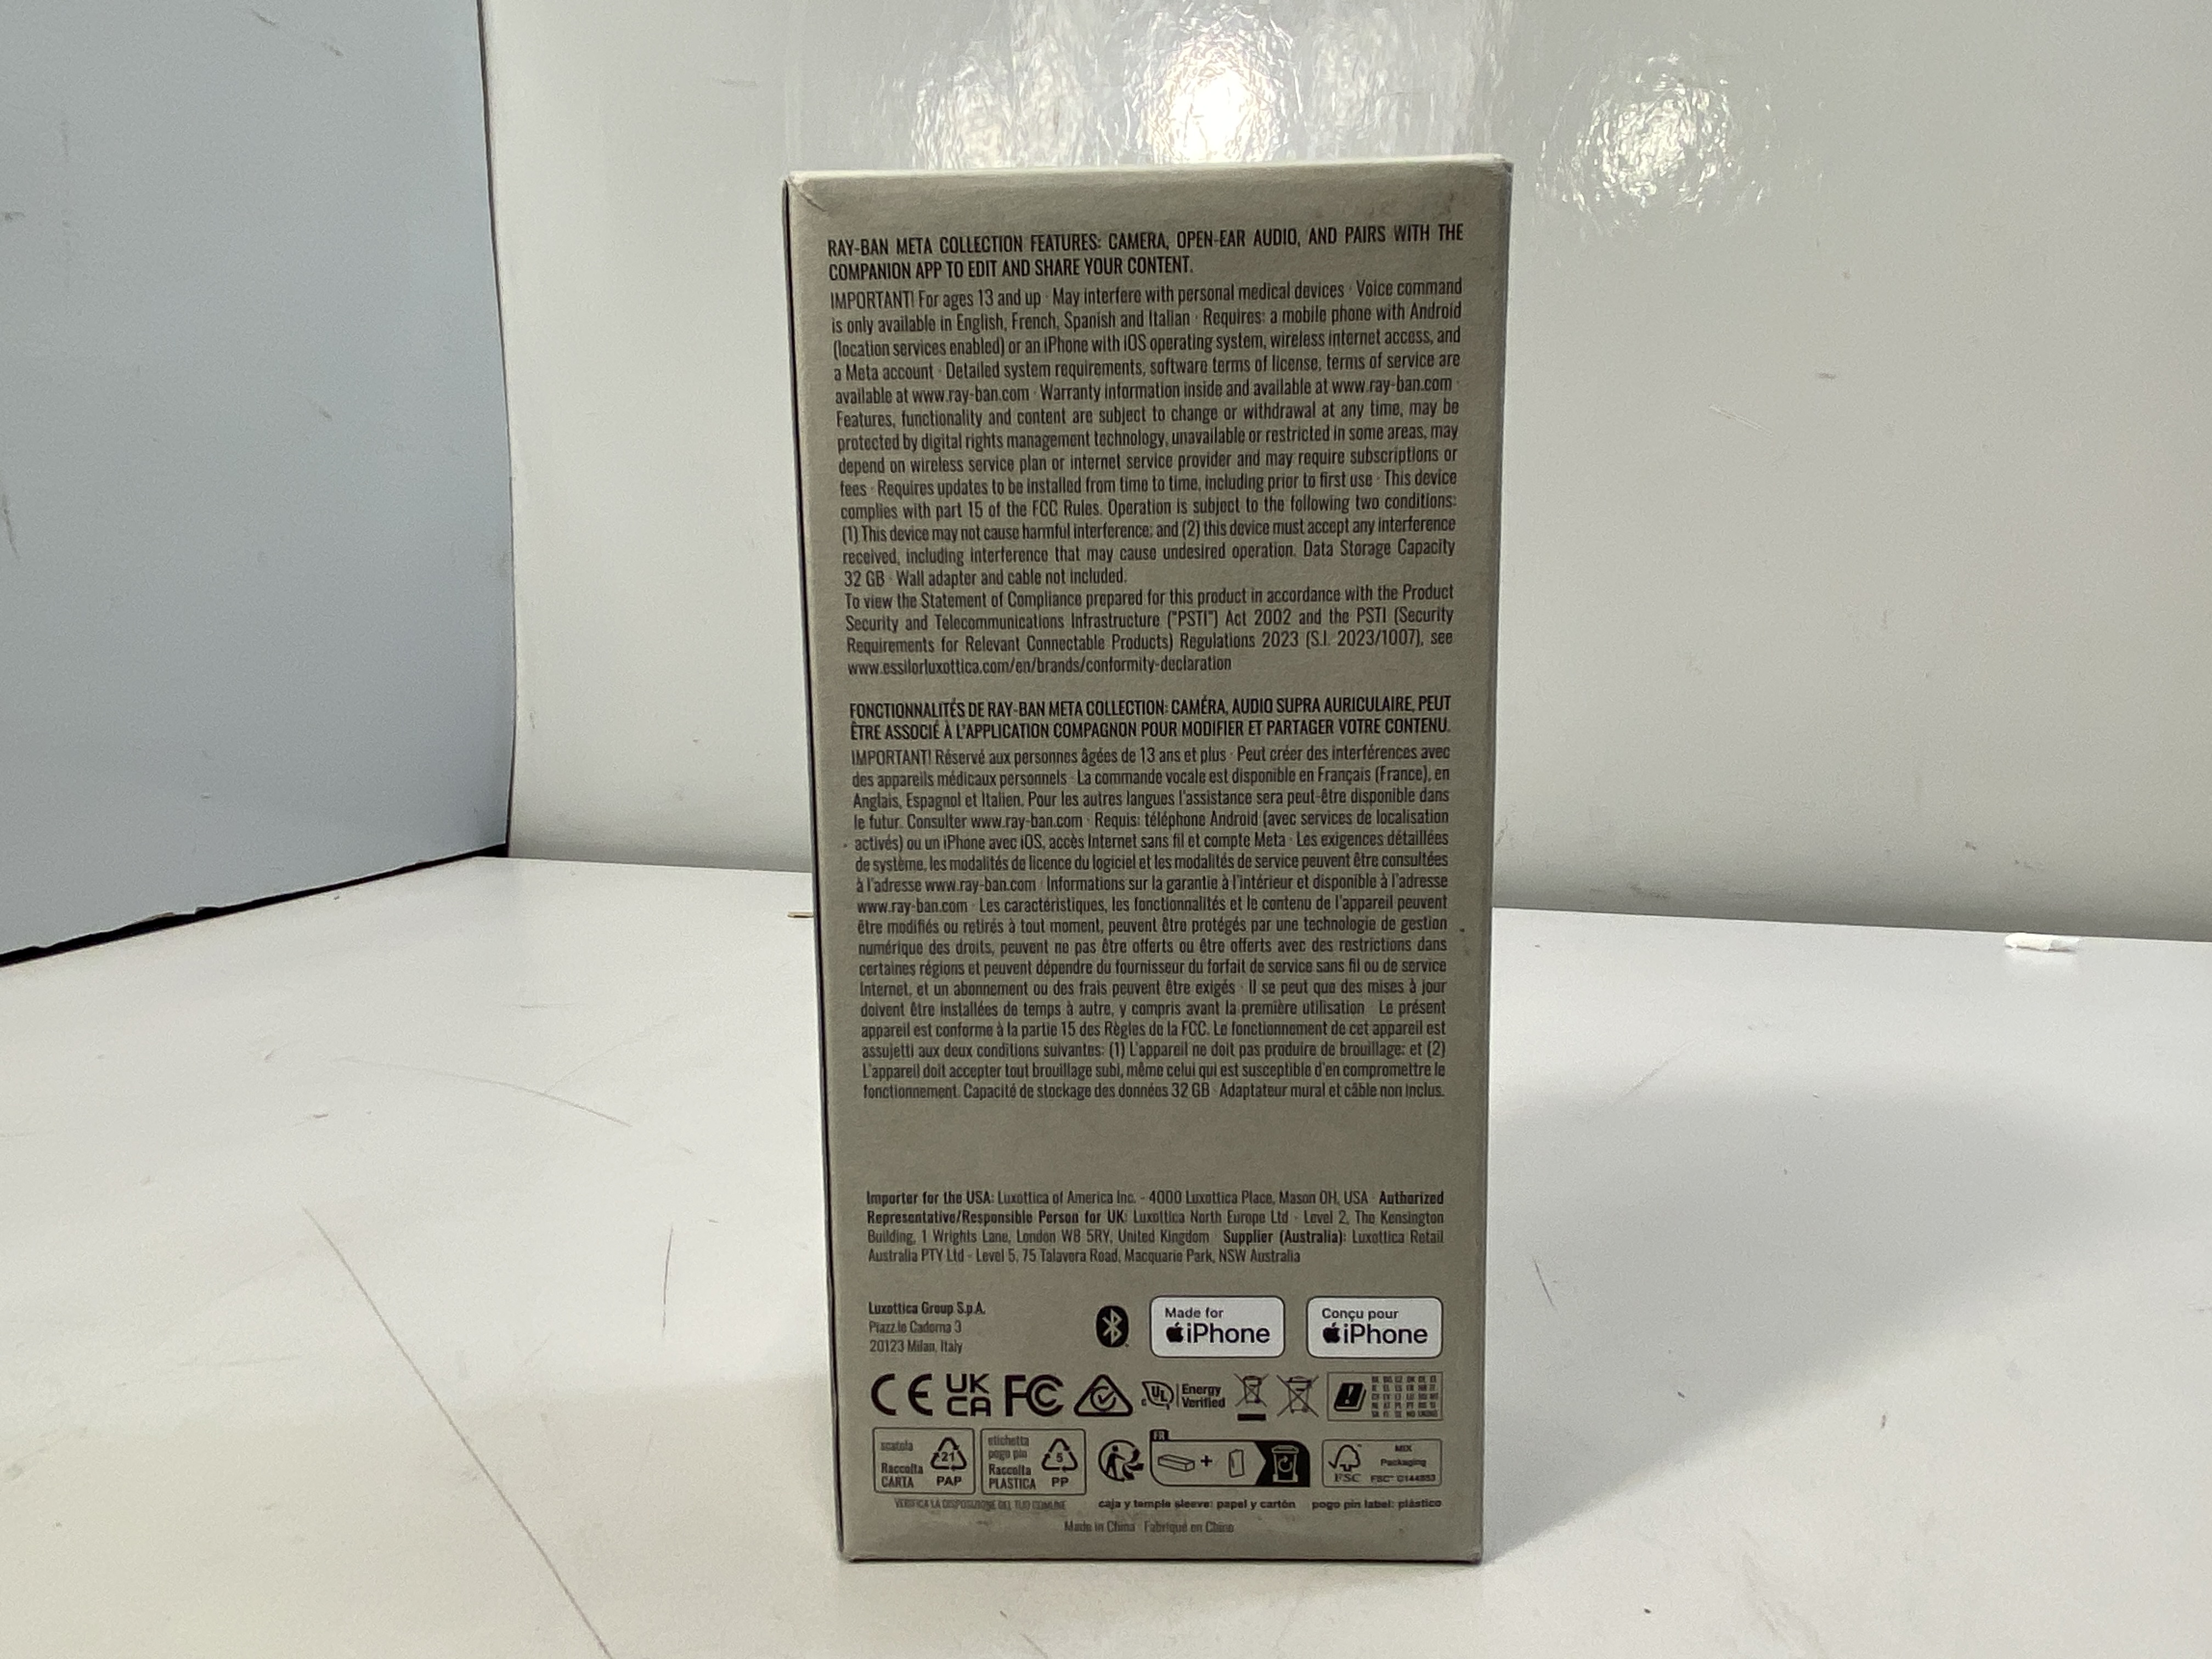 RAY-BAN META COLLECTION FEATURES: CAMERA, OPEN-EAR AUDIO, AND PAIRS WITH THE
COMPANION APP TO EDIT AND SHARE YOUR CONTENT.
IMPORTANT! For ages 13 and up · May interfere with personal medical devices · Voice command
is only available in English, French, Spanish and Italian · Requires: a mobile phone with Android
(location services enabled) or an iPhone with iOS operating system, wireless internet access, and
a Meta account · Detailed system requirements, software terms of license, terms of service are
available at www.ray-ban.com · Warranty information inside and available at www.ray-ban.com ·
Features, functionality and content are subject to change or withdrawal at any time, may be
protected by digital rights management technology, unavailable or restricted in some areas, may
depend on wireless service plan or internet service provider and may require subscriptions or
fees · Requires updates to be installed from time to time, including prior to first use · This device
complies with part 15 of the FCC Rules. Operation is subject to the following two conditions:
(1) This device may not cause harmful interference; and (2) this device must accept any interference
received, including interference that may cause undesired operation. Data Storage Capacity
32 GB · Wall adapter and cable not included.
To view the Statement of Compliance prepared for this product in accordance with the Product
Security and Telecommunications Infrastructure ("PSTI") Act 2002 and the PSTI (Security
Requirements for Relevant Connectable Products) Regulations 2023 (S.I. 2023/1007), see
www.essilorluxottica.com/en/brands/conformity-declaration
FONCTIONNALITÉS DE RAY-BAN META COLLECTION: CAMÉRA, AUDIO SUPRA AURICULAIRE, PEUT
ÊTRE ASSOCIÉ À L'APPLICATION COMPAGNON POUR MODIFIER ET PARTAGER VOTRE CONTENU.
IMPORTANT! Réservé aux personnes âgées de 13 ans et plus · Peut créer des interférences avec
des appareils médicaux personnels · La commande vocale est disponible en Français (France), en
Anglais, Espagnol et Italien. Pour les autres langues l'assistance sera peut-être disponible dans
le futur. Consulter www.ray-ban.com · Requis: téléphone Android (avec services de localisation
activés) ou un iPhone avec iOS, accès Internet sans fil et compte Meta · Les exigences détaillées
de système, les modalités de licence du logiciel et les modalités de service peuvent être consultées
à l'adresse www.ray-ban.com · Informations sur la garantie à l'intérieur et disponible à l'adresse
www.ray-ban.com · Les caractéristiques, les fonctionnalités et le contenu de l'appareil peuvent
être modifiés ou retirés à tout moment, peuvent être protégés par une technologie de gestion
numérique des droits, peuvent ne pas être offerts ou être offerts avec des restrictions dans
certaines régions et peuvent dépendre du fournisseur du forfait de service sans fil ou de service
Internet, et un abonnement ou des frais peuvent être exigés · Il se peut que des mises à jour
doivent être installées de temps à autre, y compris avant la première utilisation · Le présent
appareil est conforme à la partie 15 des Règles de la FCC. Le fonctionnement de cet appareil est
assujetti aux deux conditions suivantes: (1) L'appareil ne doit pas produire de brouillage; et (2)
L'appareil doit accepter tout brouillage subi, même celui qui est susceptible d'en compromettre le
fonctionnement. Capacité de stockage des données 32 GB · Adaptateur mural et câble non inclus.
Importer for the USA: Luxottica of America Inc. - 4000 Luxottica Place, Mason OH, USA · Authorized
Representative/Responsible Person for UK: Luxottica North Europe Ltd - Level 2, The Kensington
Building, 1 Wrights Lane, London W8 5RY, United Kingdom · Supplier (Australia): Luxottica Retail
Australia PTY Ltd - Level 5, 75 Talavera Road, Macquarie Park, NSW Australia
Luxottica Group S.p.A.
Piazz.le Cadorna 3
20123 Milan, Italy
Made for
iPhone
Conçu pour
iPhone
CE UK CA FC UL Energy Verified
scatola
Raccolta
CARTA
21
PAP
etichetta
pogo pin
Raccolta
PLASTICA
5
PP
FR
FSC
MIX
Packaging
FSC™ C144853
VERIFICA LE DISPOSIZIONI DEL TUO COMUNE
caja y temple sleeve: papel y cartón pogo pin label: plástico
Made in China · Fabriqué en Chine